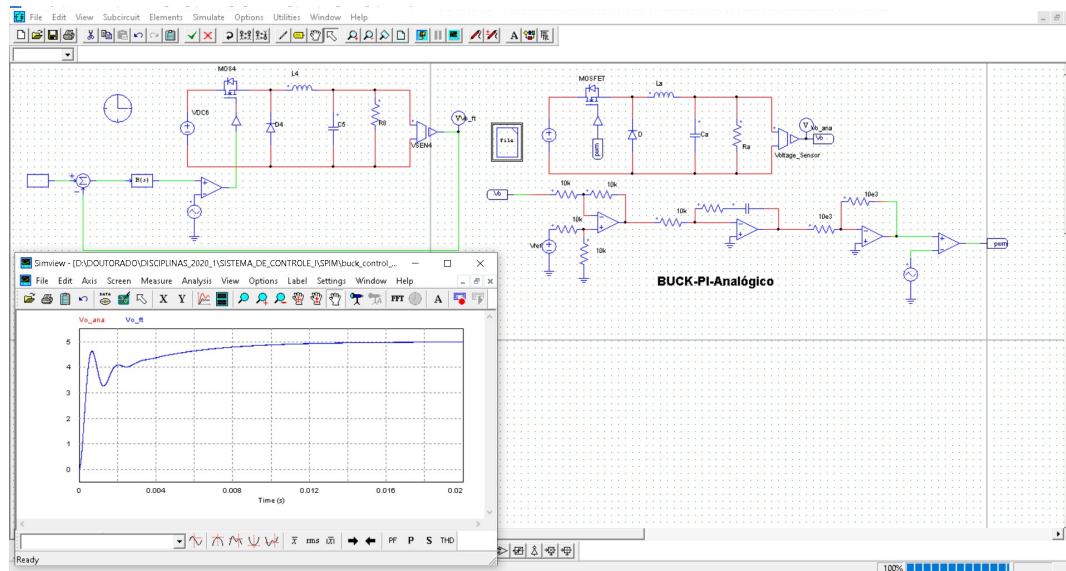 File Edit View Subcircuit Elements Simulate Options Utilities Window Help
MOS4
L4
VDC6
D4
C5
R8
VSEN4
Vo_ft
B(s)
MOSFET
La
File
pwm
D
Ca
Ra
V
Vo_ana
Vo
Voltage_Sensor
Vo
10k
10k
10k
10e3
10k
10e3
Vref
10k
pwm
BUCK-PI-Analógico
Simview - [D:\DOUTORADO\DISCIPLINAS_2020_1\SISTEMA_DE_CONTROLE_I\SPIM\buck_control_...
File Edit Axis Screen Measure Analysis View Options Label Settings Window Help
DATA X Y FFT A
Vo_ana Vo_ft
5
4
3
2
1
0
0 0.004 0.008 0.012 0.016 0.02
Time (s)
x rms |x| PF P S THD
Ready
100%